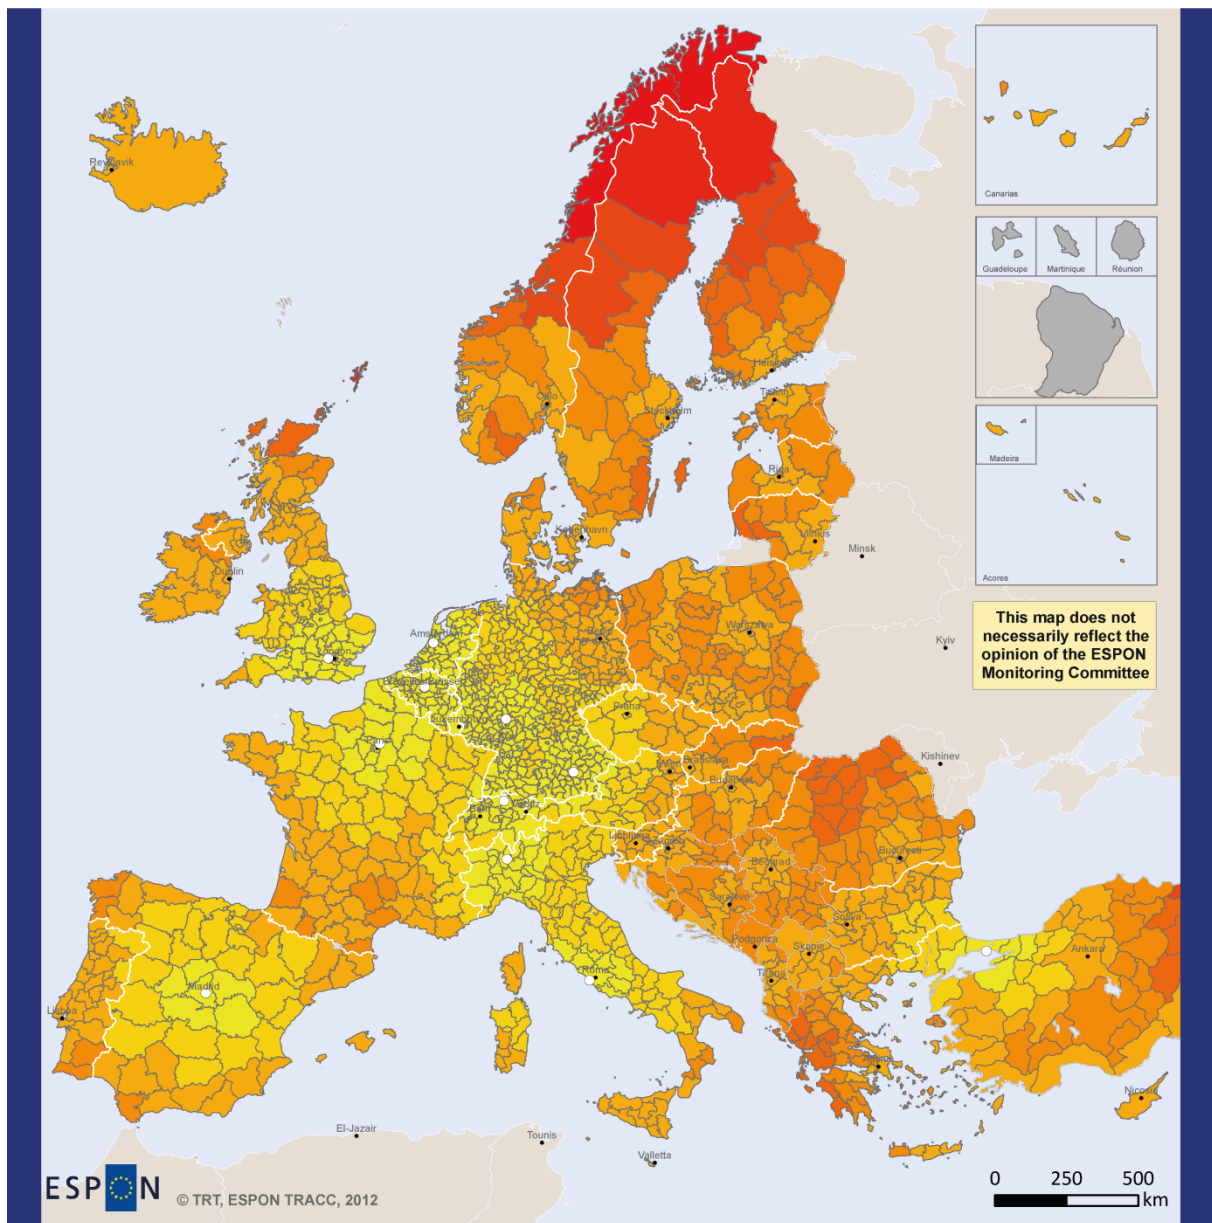 Reykjavik
Canarias
Guadeloupe
Martinique
Réunion
Madeira
Acores
Helsinki
Tallinn
Oslo
Stockholm
Riga
København
Vilnius
Minsk
Dublin
This map does not
necessarily reflect the
opinion of the ESPON
Monitoring Committee
Amsterdam
Berlin
Warszawa
Kyiv
London
Luxembourg
Praha
Paris
Kishinev
Wien
Bratislava
Budapest
Bern
Vaduz
Ljubljana
Zagreb
Bucuresti
Beograd
Sarajevo
Sofiya
Podgorica
Skopje
Ankara
Roma
Tirana
Madrid
Lisboa
Athina
Nicosia
El-Jazair
Tounis
Valletta
ESPON
© TRT, ESPON TRACC, 2012
0 250 500
km